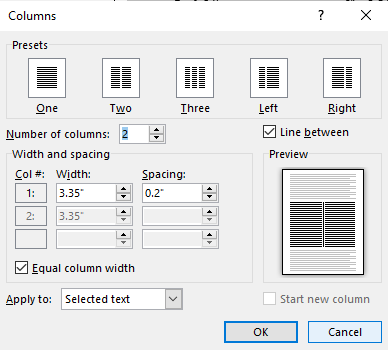 Columns ? ×
Presets
One Two Three Left Right
Number of columns: 2
Line between
Width and spacing
Preview
Col #: Width: Spacing:
1: 3.35" 0.2"
2: 3.35"
Equal column width
Apply to: Selected text
Start new column
OK Cancel